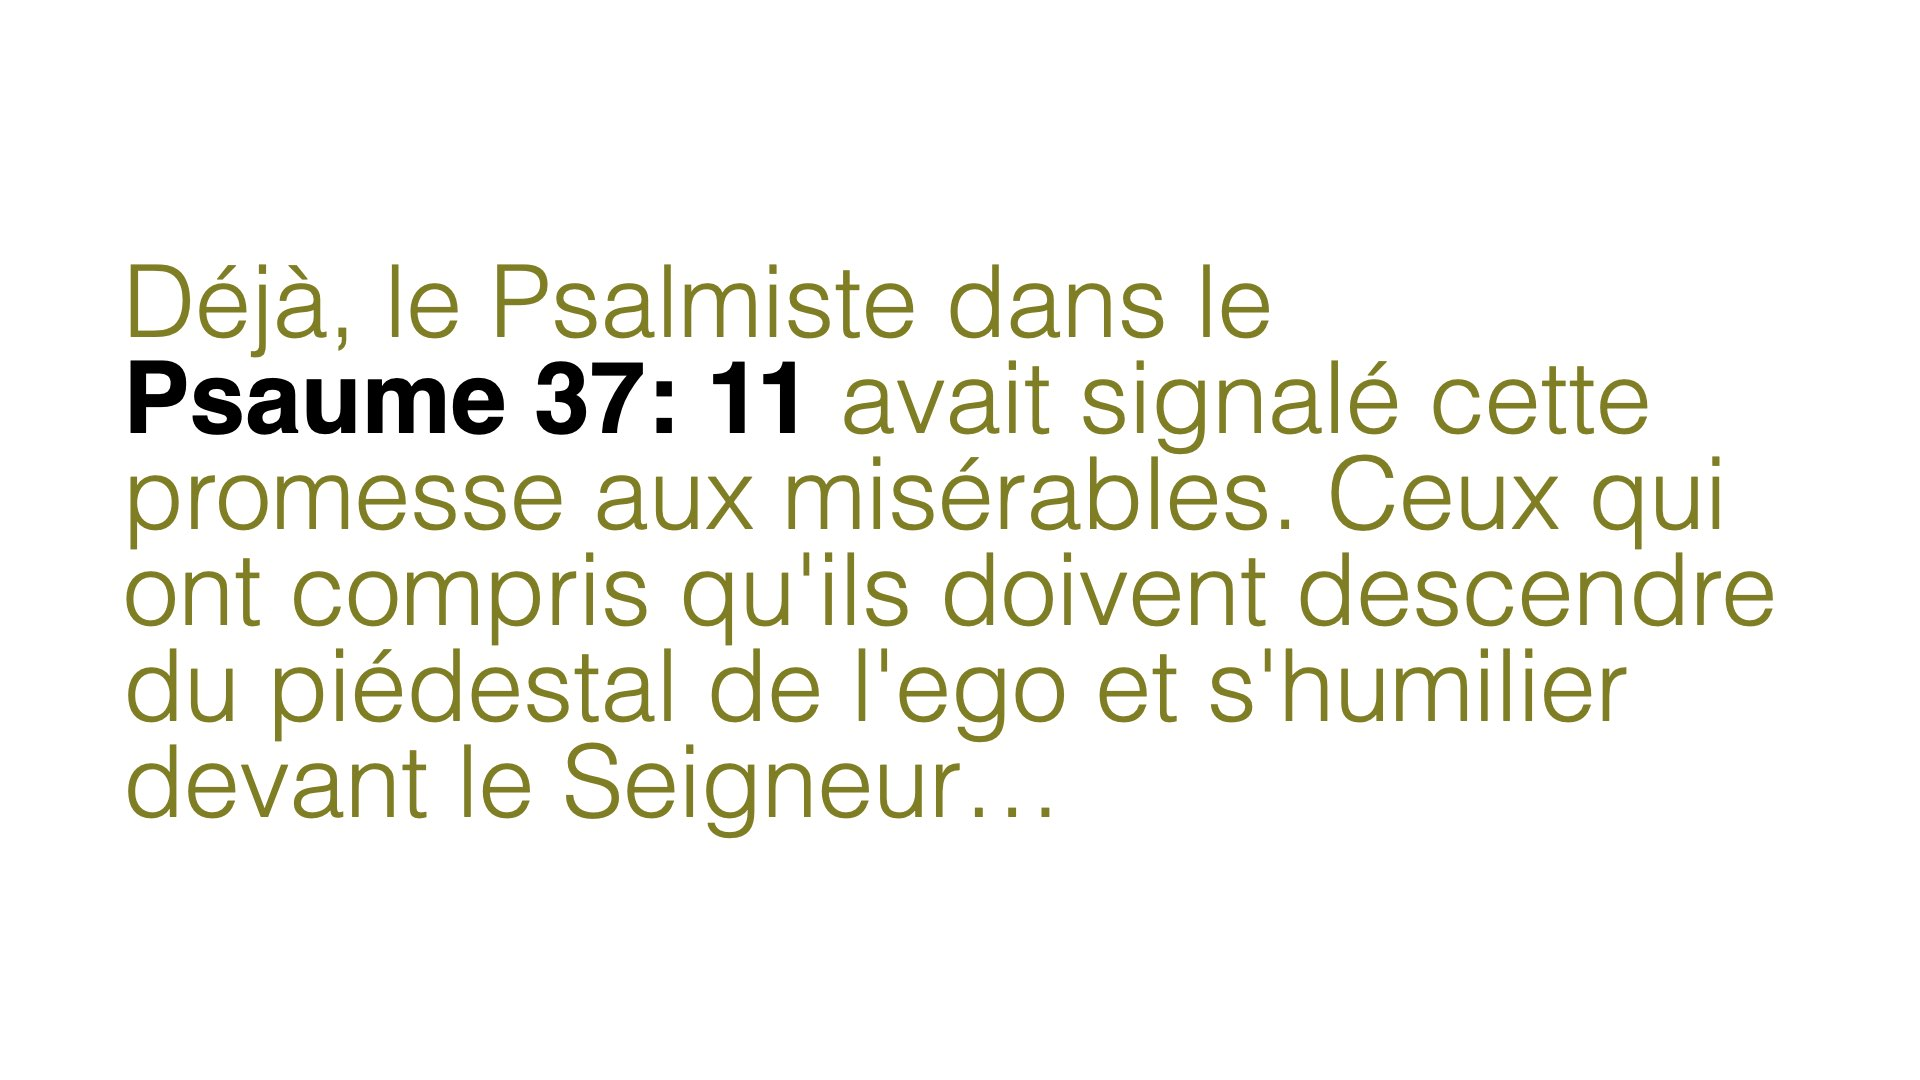 Déjà, le Psalmiste dans le
Psaume 37: 11 avait signalé cette
promesse aux misérables. Ceux qui
ont compris qu'ils doivent descendre
du piédestal de l'ego et s'humilier
devant le Seigneur…